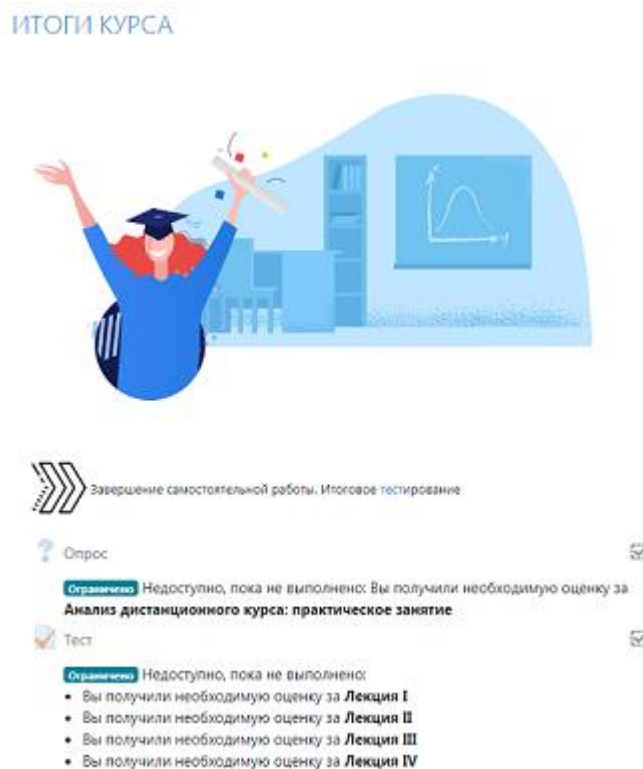 ИТОГИ КУРСА
Завершение самостоятельной работы. Итоговое тестирование
Опрос
Ограничено Недоступно, пока не выполнено: Вы получили необходимую оценку за
Анализ дистанционного курса: практическое занятие
Тест
Ограничено Недоступно, пока не выполнено:
• Вы получили необходимую оценку за Лекция I
• Вы получили необходимую оценку за Лекция II
• Вы получили необходимую оценку за Лекция III
• Вы получили необходимую оценку за Лекция IV